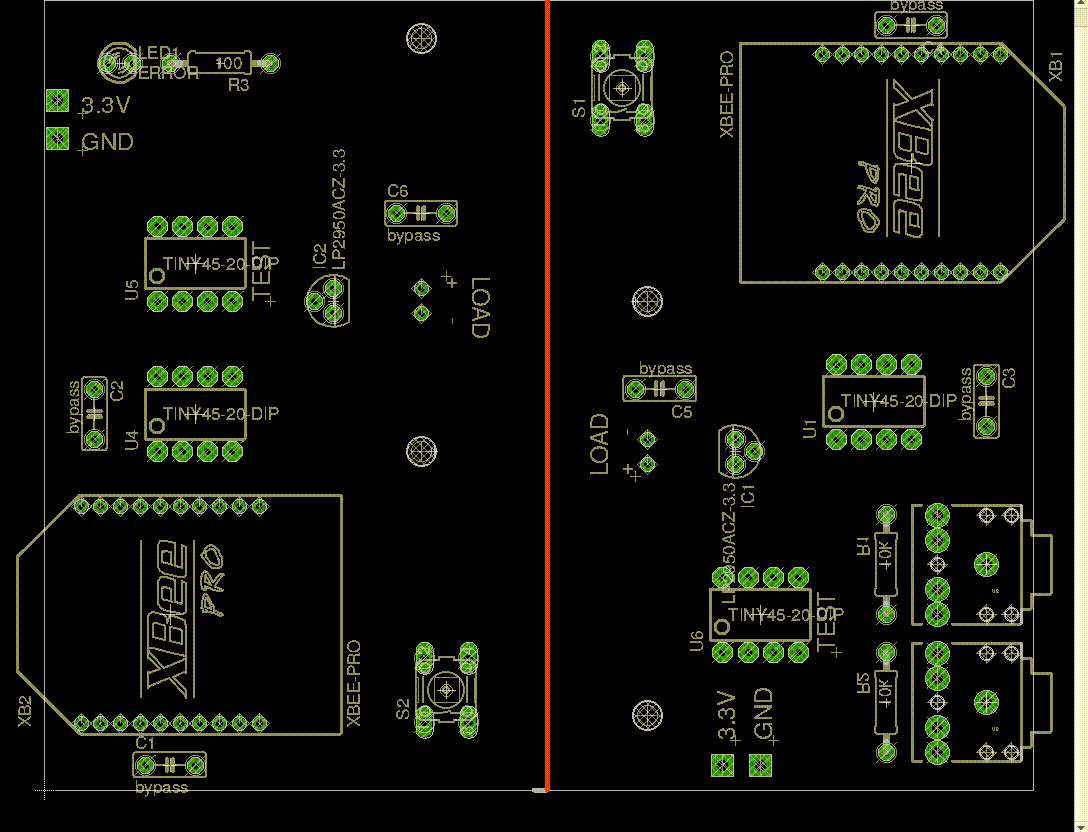 LED1
ERROR
100
R3
3.3V
GND
C6
bypass
TINY45-20-DIP
TEST
U5
IC2
LP2950ACZ-3.3
+
LOAD
-
C2
bypass
TINY45-20-DIP
U4
XBee
PRO
XB2
XBEE-PRO
C1
bypass
S2
bypass
S1
XBEE-PRO
XB1
XBee
PRO
bypass
C5
LOAD
-
+
IC1
TINY45-20-DIP
U1
bypass
C3
R1
10K
TINY45-20-DIP
TEST
U6
R2
10K
3.3V
GND